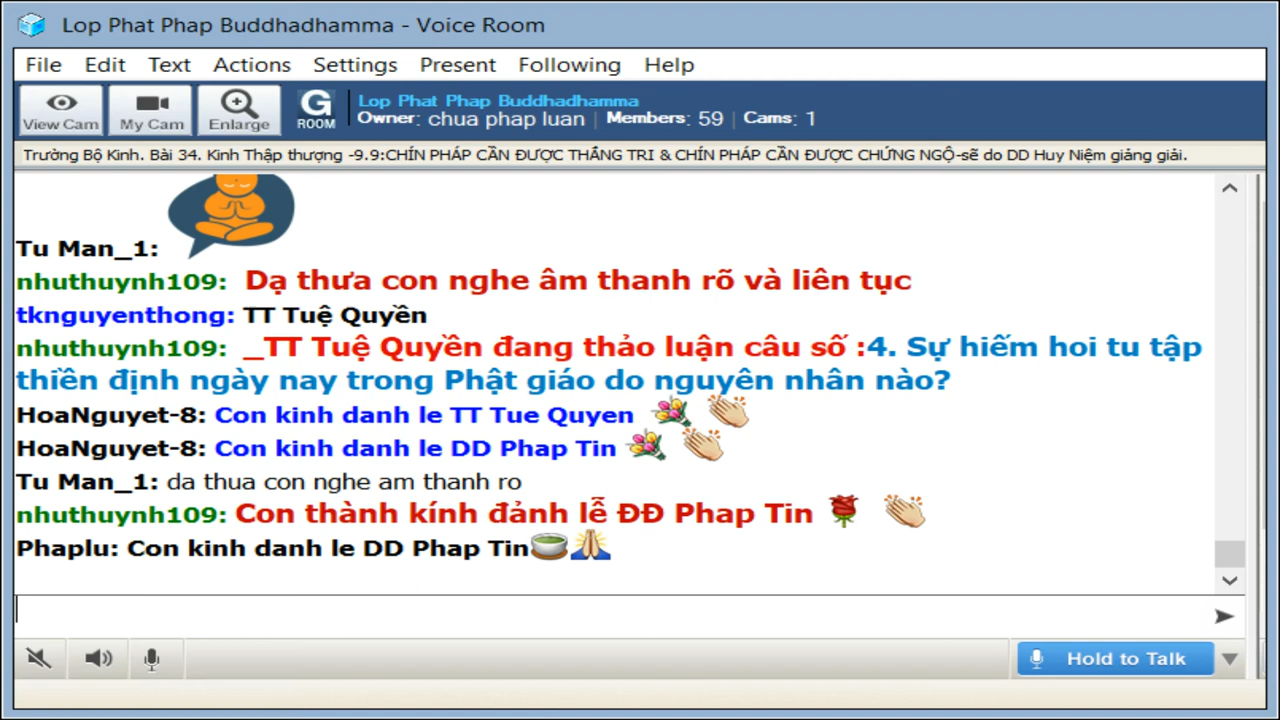 Lop Phat Phap Buddhadhamma - Voice Room
File Edit Text Actions Settings Present Following Help
View Cam My Cam Enlarge G ROOM Lop Phat Phap Buddhadhamma
Owner: chua phap luan | Members: 59 | Cams: 1
Trường Bộ Kinh. Bài 34. Kinh Thập thượng -9.9:CHÍN PHÁP CẦN ĐƯỢC THẮNG TRI & CHÍN PHÁP CẦN ĐƯỢC CHỨNG NGỘ-sẽ do DD Huy Niệm giảng giải.
Tu Man_1:
nhuthuynh109: Dạ thưa con nghe âm thanh rõ và liên tục
tknguyenthong: TT Tuệ Quyền
nhuthuynh109: _TT Tuệ Quyền đang thảo luận câu số :4. Sự hiếm hoi tu tập
thiền định ngày nay trong Phật giáo do nguyên nhân nào?
HoaNguyet-8: Con kinh danh le TT Tue Quyen
HoaNguyet-8: Con kinh danh le DD Phap Tin
Tu Man_1: da thua con nghe am thanh ro
nhuthuynh109: Con thành kính đảnh lễ ĐĐ Phap Tin
Phaplu: Con kinh danh le DD Phap Tin
Hold to Talk